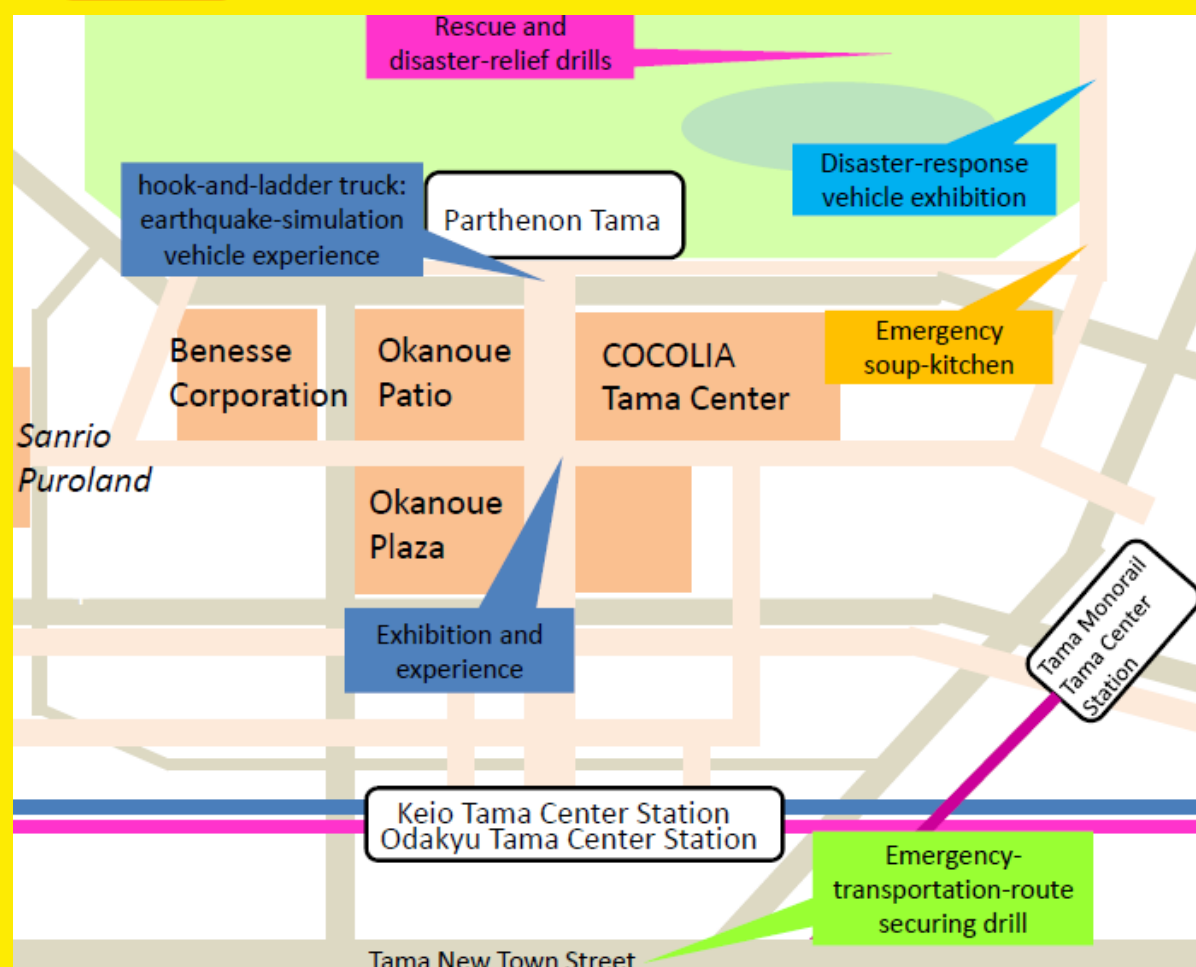 Rescue and
disaster-relief drills
Disaster-response
vehicle exhibition
hook-and-ladder truck:
earthquake-simulation
vehicle experience
Parthenon Tama
Emergency
soup-kitchen
Benesse
Corporation
Okanoue
Patio
COCOLIA
Tama Center
Sanrio
Puroland
Okanoue
Plaza
Exhibition and
experience
Tama Monorail
Tama Center
Station
Keio Tama Center Station
Odakyu Tama Center Station
Emergency-
transportation-route
securing drill
Tama New Town Street